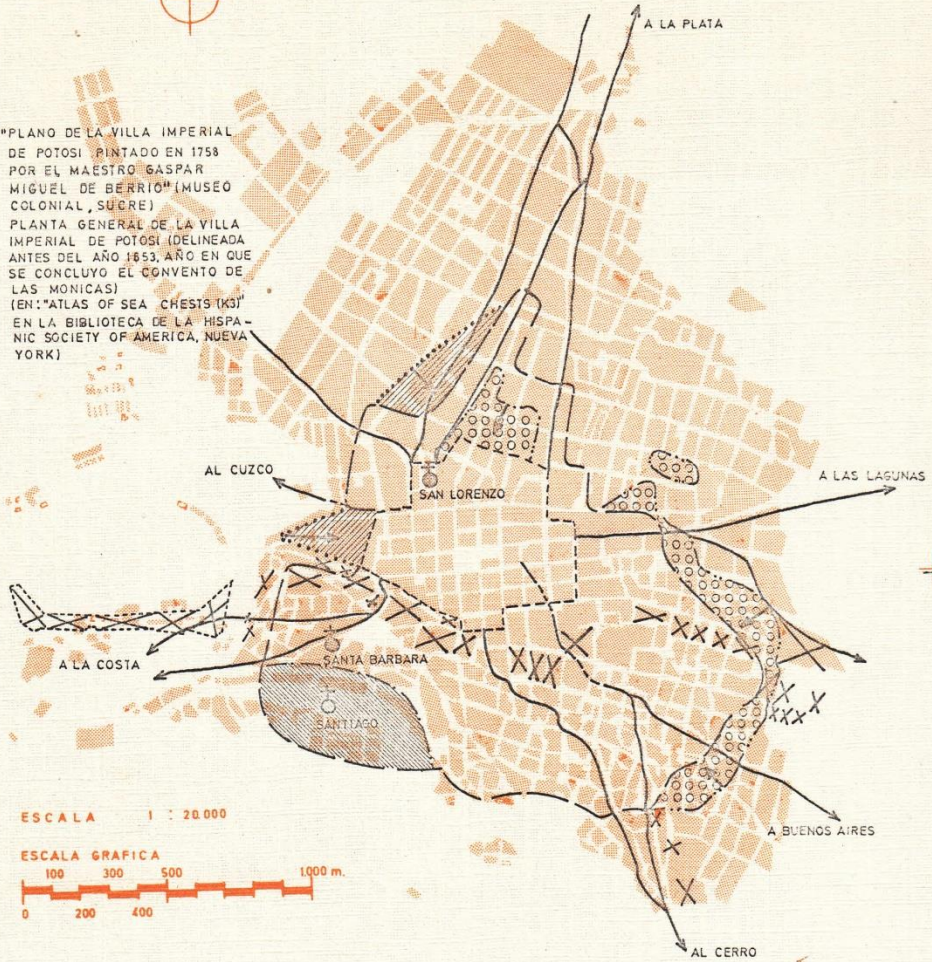 A LA PLATA
"PLANO DE LA VILLA IMPERIAL
DE POTOSI PINTADO EN 1758
POR EL MAESTRO GASPAR
MIGUEL DE BERRIO" (MUSEO
COLONIAL, SUCRE)
PLANTA GENERAL DE LA VILLA
IMPERIAL DE POTOSI (DELINEADA
ANTES DEL AÑO 1653, AÑO EN QUE
SE CONCLUYO EL CONVENTO DE
LAS MONICAS)
(EN: "ATLAS OF SEA CHESTS (K3)"
EN LA BIBLIOTECA DE LA HISPA-
NIC SOCIETY OF AMERICA, NUEVA
YORK)
AL CUZCO
SAN LORENZO
A LAS LAGUNAS
A LA COSTA
SANTA BARBARA
SANTIAGO
ESCALA 1 : 20.000
A BUENOS AIRES
ESCALA GRAFICA
100 300 500 1.000 m.
0 200 400
AL CERRO